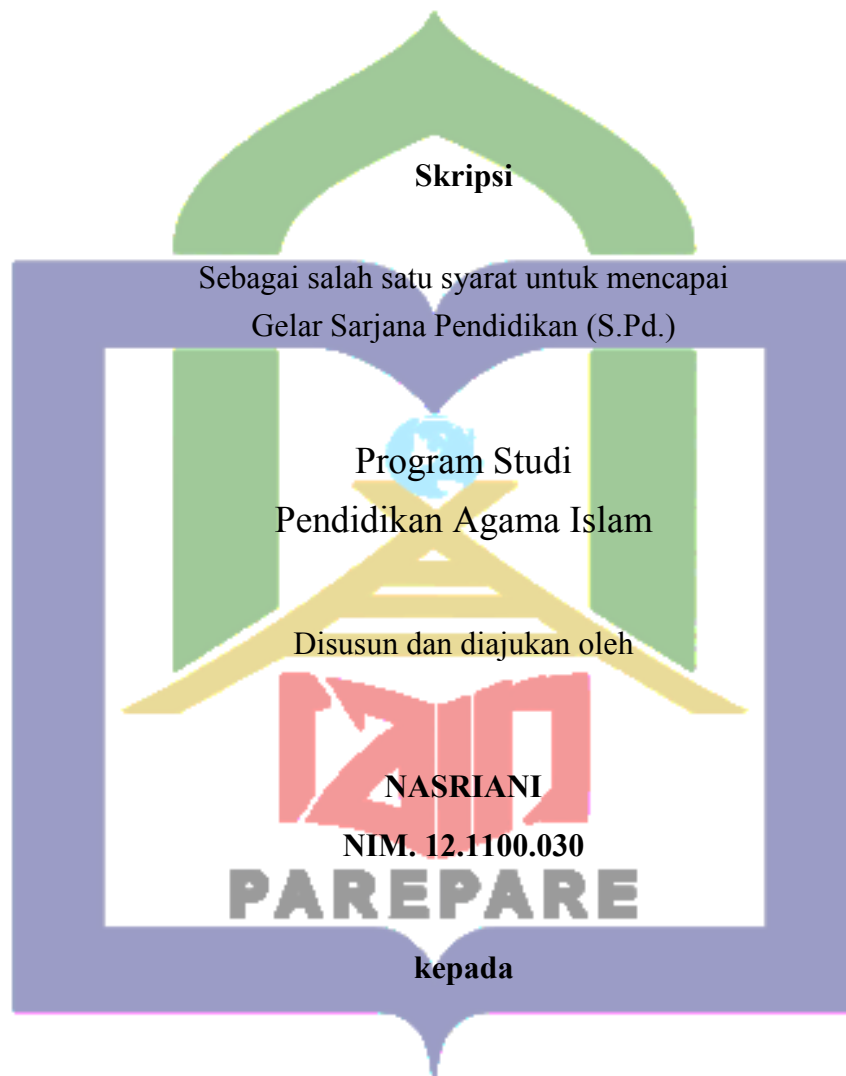 Skripsi
Sebagai salah satu syarat untuk mencapai
Gelar Sarjana Pendidikan (S.Pd.)
Program Studi
Pendidikan Agama Islam
Disusun dan diajukan oleh
iain
NASRIANI
NIM. 12.1100.030
PAREPARE
kepada